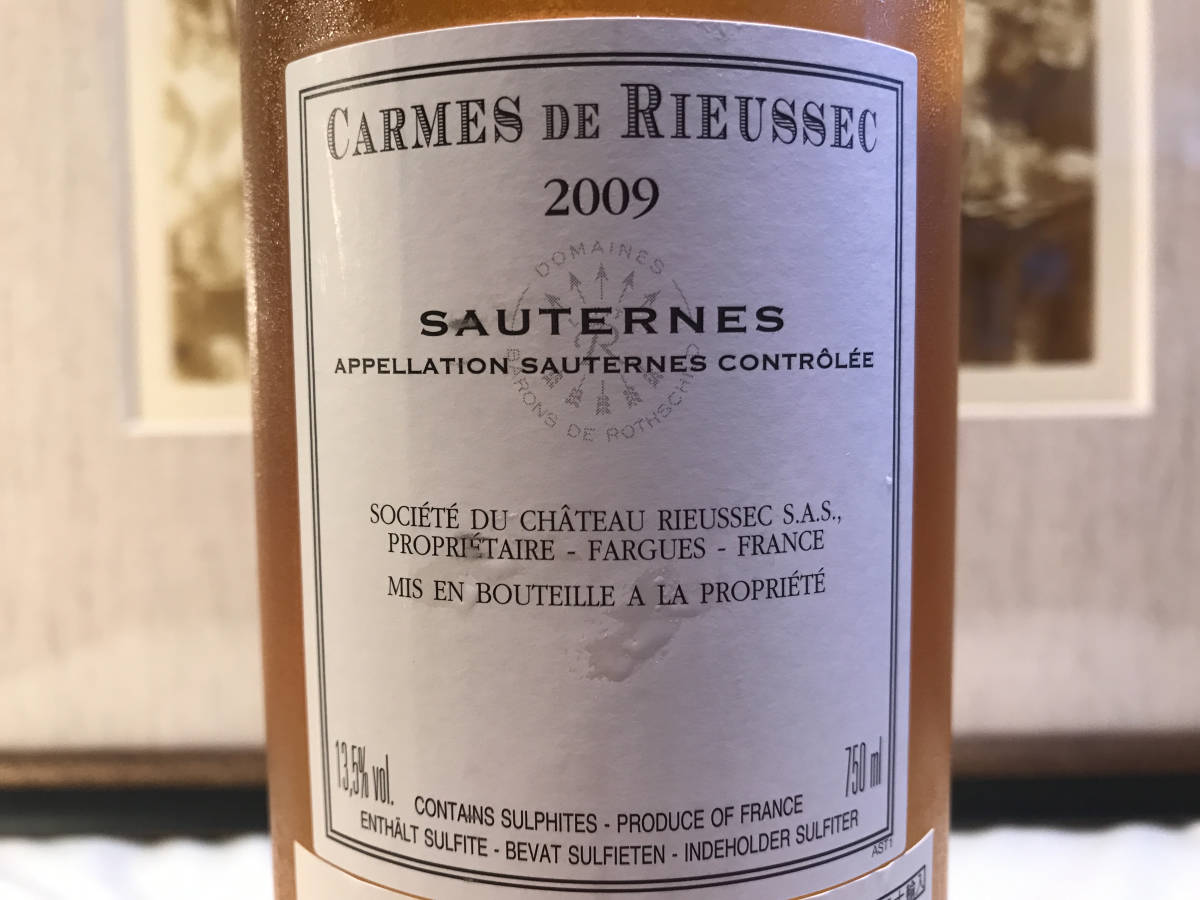 CARMES DE RIEUSSEC
2009
DOMAINES
BARONS DE ROTHSCHILD
R
SAUTERNES
APPELLATION SAUTERNES CONTRÔLÉE
SOCIÉTÉ DU CHÂTEAU RIEUSSEC S.A.S.,
PROPRIÉTAIRE - FARGUES - FRANCE
MIS EN BOUTEILLE A LA PROPRIÉTÉ
13,5% vol.
750 ml
CONTAINS SULPHITES - PRODUCE OF FRANCE
ENTHÄLT SULFITE - BEVAT SULFIETEN - INDEHOLDER SULFITER
AST1